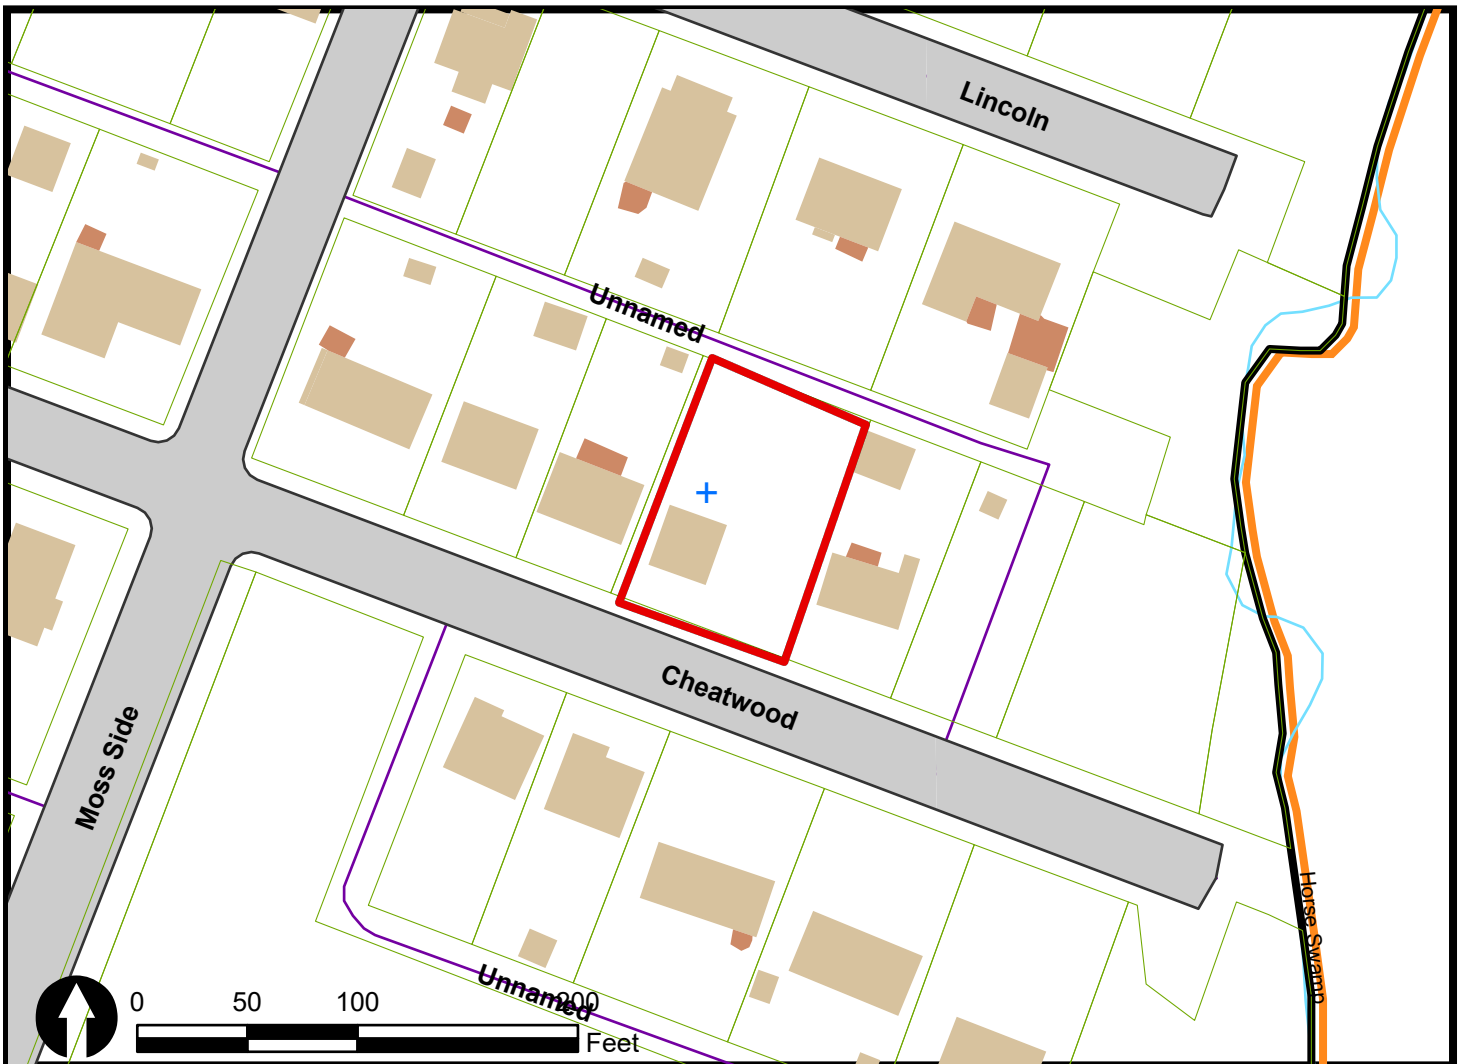 Lincoln
Unnamed
Cheatwood
Moss Side
Horse Swamp
Unnamed
0 50 100 200
Feet